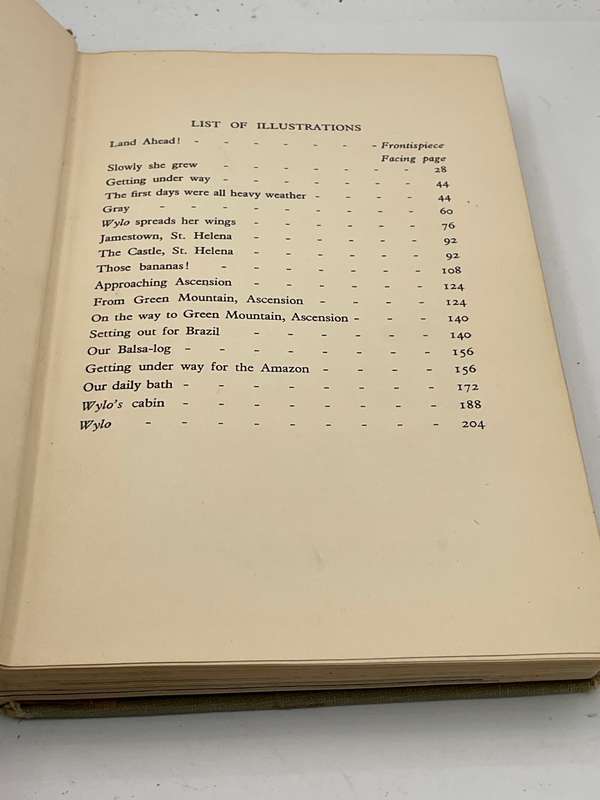 LIST OF ILLUSTRATIONS
Land Ahead! - - - - - - - Frontispiece
Facing page
Slowly she grew - - - - - - - 28
Getting under way - - - - - - - 44
The first days were all heavy weather - - - - 44
Gray - - - - - - - - - 60
Wylo spreads her wings - - - - - - 76
Jamestown, St. Helena - - - - - - 92
The Castle, St. Helena - - - - - - 92
Those bananas! - - - - - - - 108
Approaching Ascension - - - - - - 124
From Green Mountain, Ascension - - - - 124
On the way to Green Mountain, Ascension - - - 140
Setting out for Brazil - - - - - - 140
Our Balsa-log - - - - - - - - 156
Getting under way for the Amazon - - - - 156
Our daily bath - - - - - - - - 172
Wylo's cabin - - - - - - - - 188
Wylo - - - - - - - - - 204